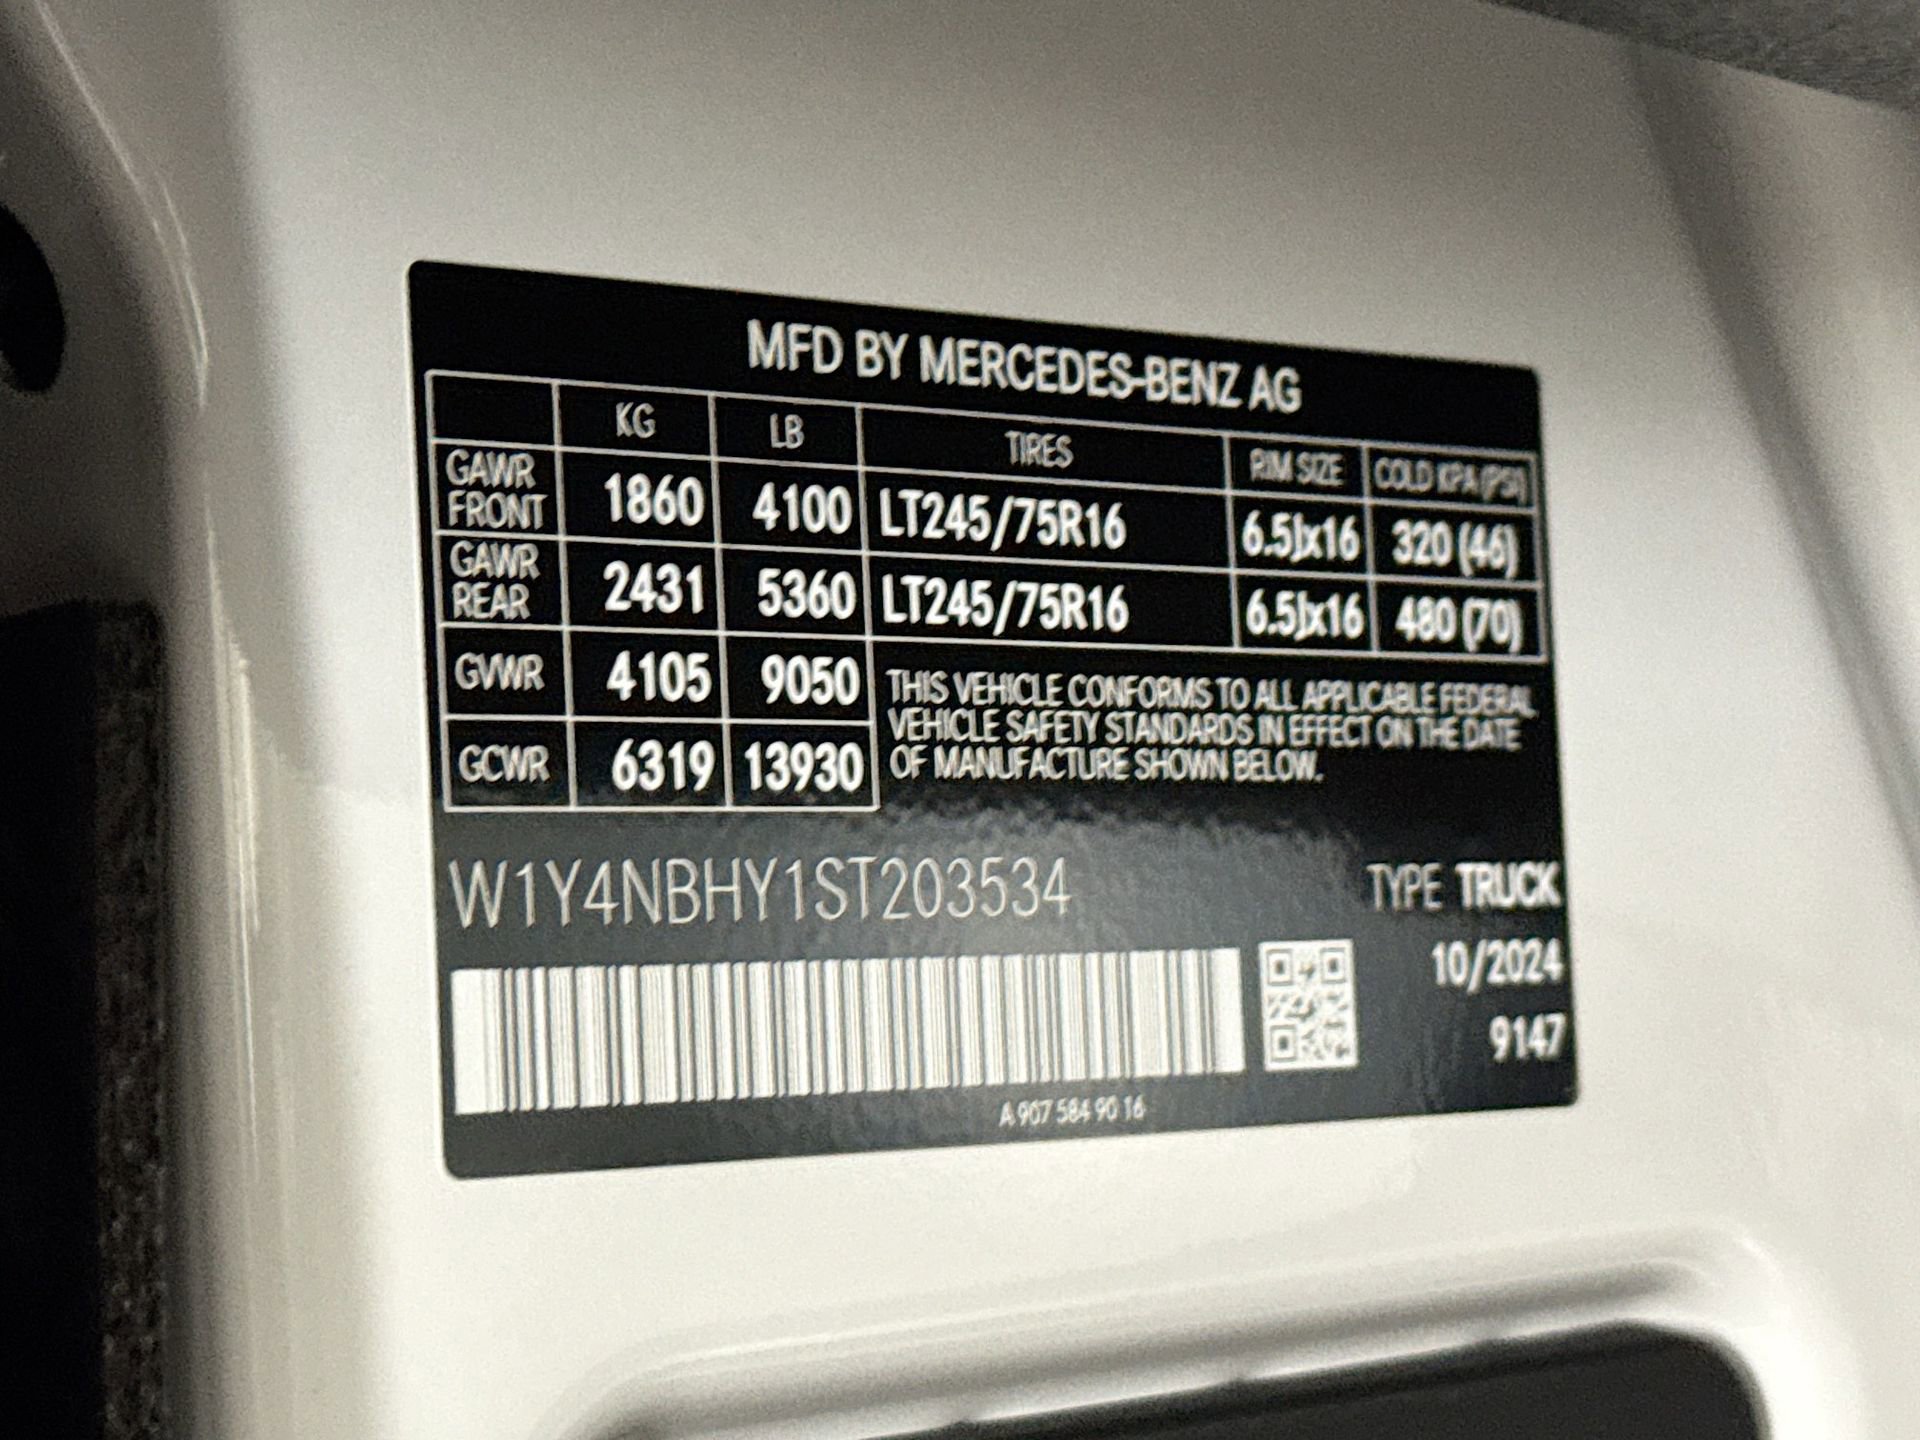 MFD BY MERCEDES-BENZ AG
KG LB TIRES RIM SIZE COLD KPA (PSI)
GAWR FRONT 1860 4100 LT245/75R16 6.5Jx16 320 (46)
GAWR REAR 2431 5360 LT245/75R16 6.5Jx16 480 (70)
GVWR 4105 9050
GCWR 6319 13930
THIS VEHICLE CONFORMS TO ALL APPLICABLE FEDERAL
VEHICLE SAFETY STANDARDS IN EFFECT ON THE DATE
OF MANUFACTURE SHOWN BELOW.
W1Y4NBHY1ST203534 TYPE TRUCK
10/2024
9147
A 907 584 90 16